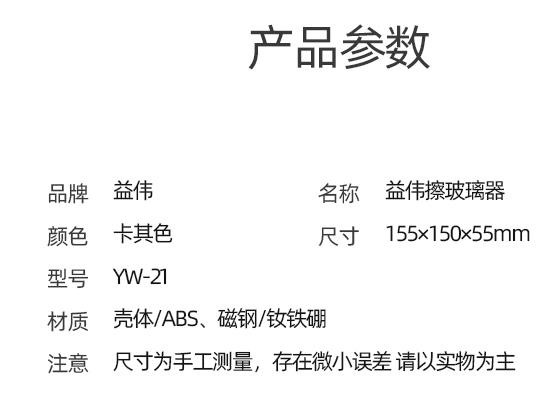 产品参数
品牌 益伟 名称 益伟擦玻璃器
颜色 卡其色 尺寸 155×150×55mm
型号 YW-21
材质 壳体/ABS、磁钢/钕铁硼
注意 尺寸为手工测量，存在微小误差 请以实物为主